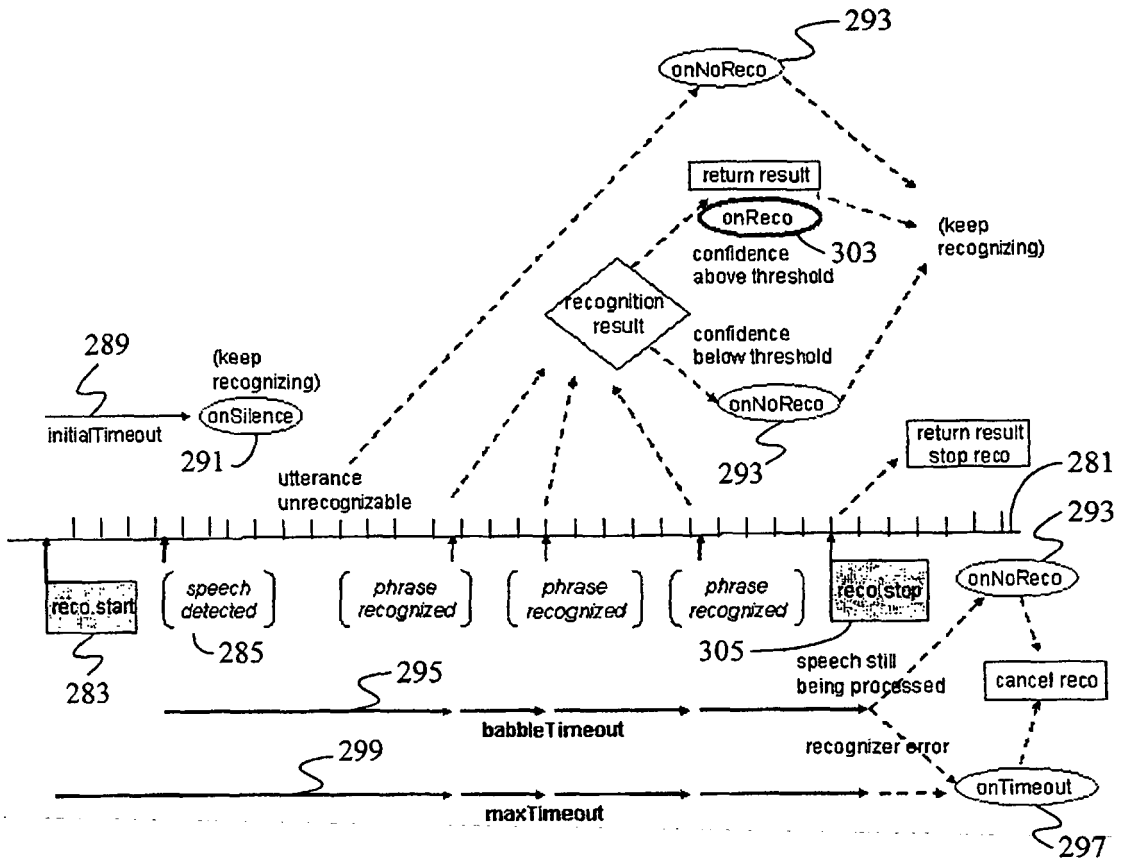 293
onNoReco
return result
onReco
303
confidence
above threshold
(keep
recognizing)
recognition
result
confidence
below threshold
onNoReco
293
289
initialTimeout
(keep
recognizing)
onSilence
291
utterance
unrecognizable
return result
stop reco
281
293
onNoReco
reco.start
283
speech
detected
285
phrase
recognized
phrase
recognized
phrase
recognized
reco.stop
305
speech still
being processed
cancel reco
295
babbleTimeout
recognizer error
299
maxTimeout
onTimeout
297